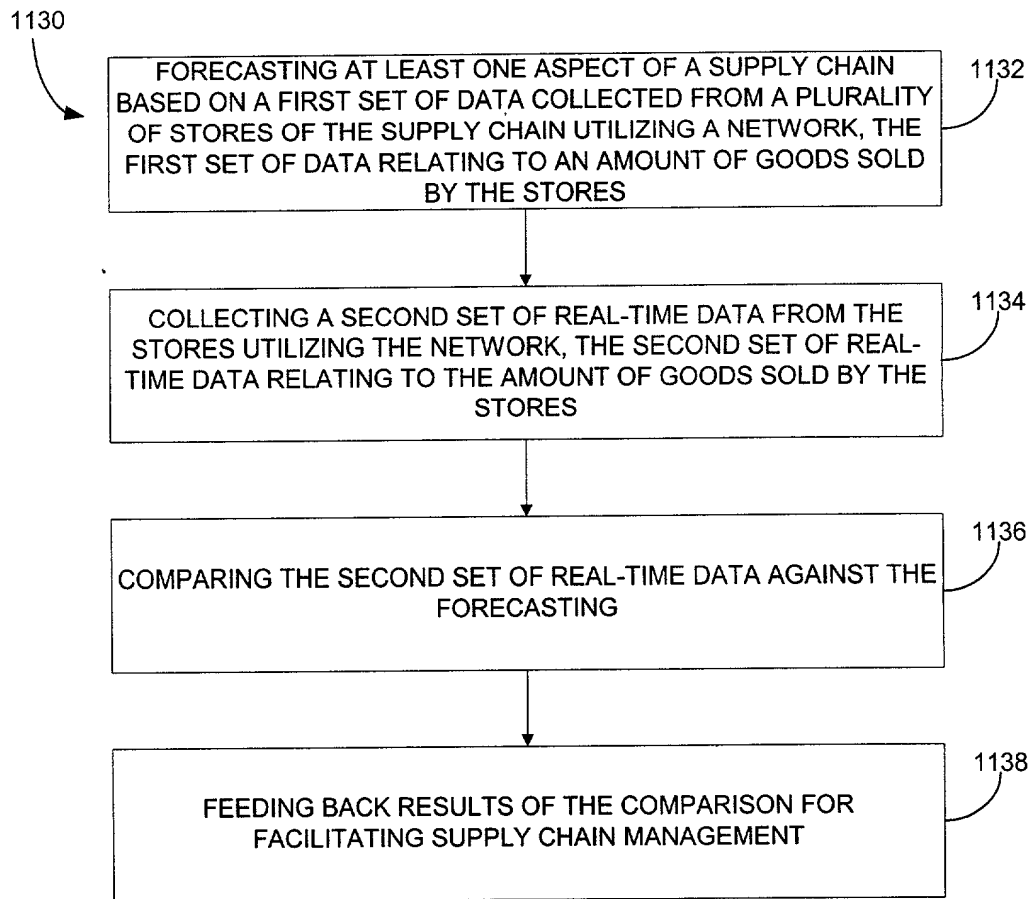 1130
FORECASTING AT LEAST ONE ASPECT OF A SUPPLY CHAIN
BASED ON A FIRST SET OF DATA COLLECTED FROM A PLURALITY
OF STORES OF THE SUPPLY CHAIN UTILIZING A NETWORK, THE
FIRST SET OF DATA RELATING TO AN AMOUNT OF GOODS SOLD
BY THE STORES
1132
COLLECTING A SECOND SET OF REAL-TIME DATA FROM THE
STORES UTILIZING THE NETWORK, THE SECOND SET OF REAL-
TIME DATA RELATING TO THE AMOUNT OF GOODS SOLD BY THE
STORES
1134
COMPARING THE SECOND SET OF REAL-TIME DATA AGAINST THE
FORECASTING
1136
FEEDING BACK RESULTS OF THE COMPARISON FOR
FACILITATING SUPPLY CHAIN MANAGEMENT
1138